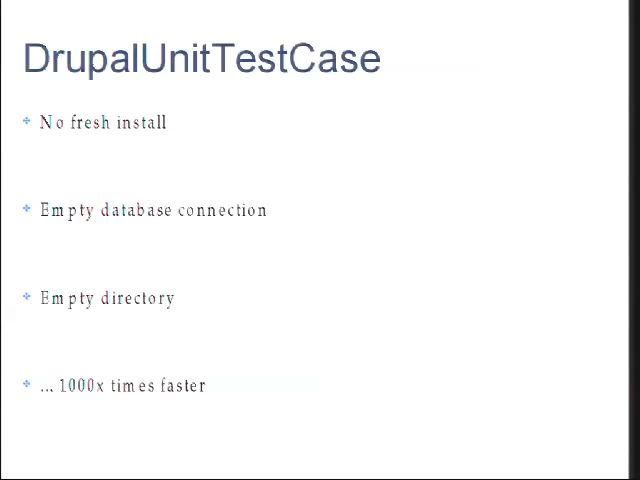 DrupalUnitTestCase
No fresh install
Empty database connection
Empty directory
... 1000x times faster